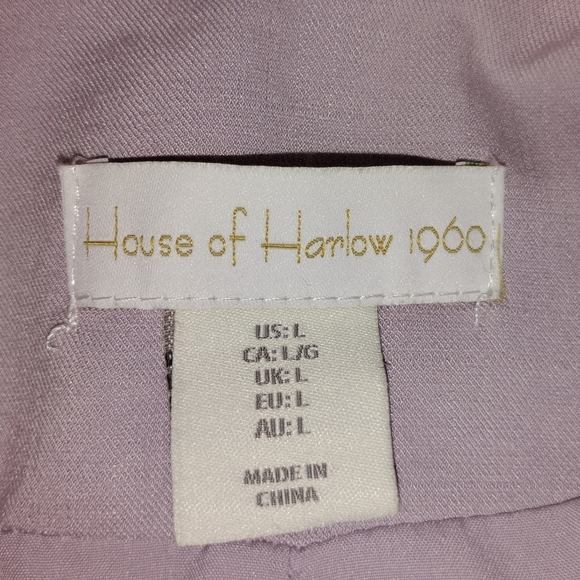 House of Harlow 1960
US: L
CA: L/G
UK: L
EU: L
AU: L
MADE IN
CHINA